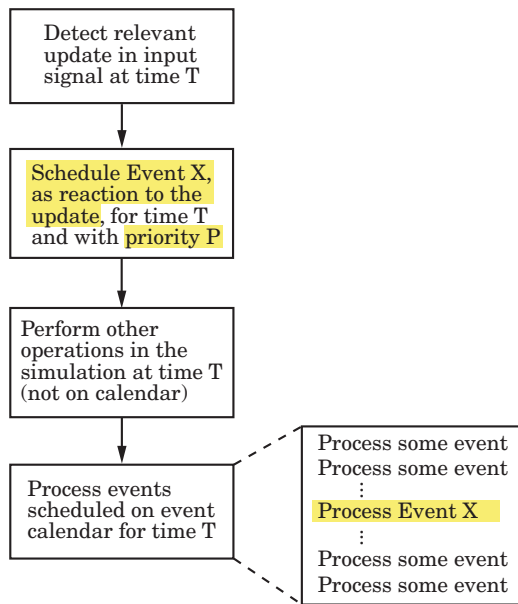 Detect relevant
update in input
signal at time T
Schedule Event X,
as reaction to the
update, for time T
and with priority P
Perform other
operations in the
simulation at time T
(not on calendar)
Process events
scheduled on event
calendar for time T
Process some event
Process some event
⋮
Process Event X
⋮
Process some event
Process some event